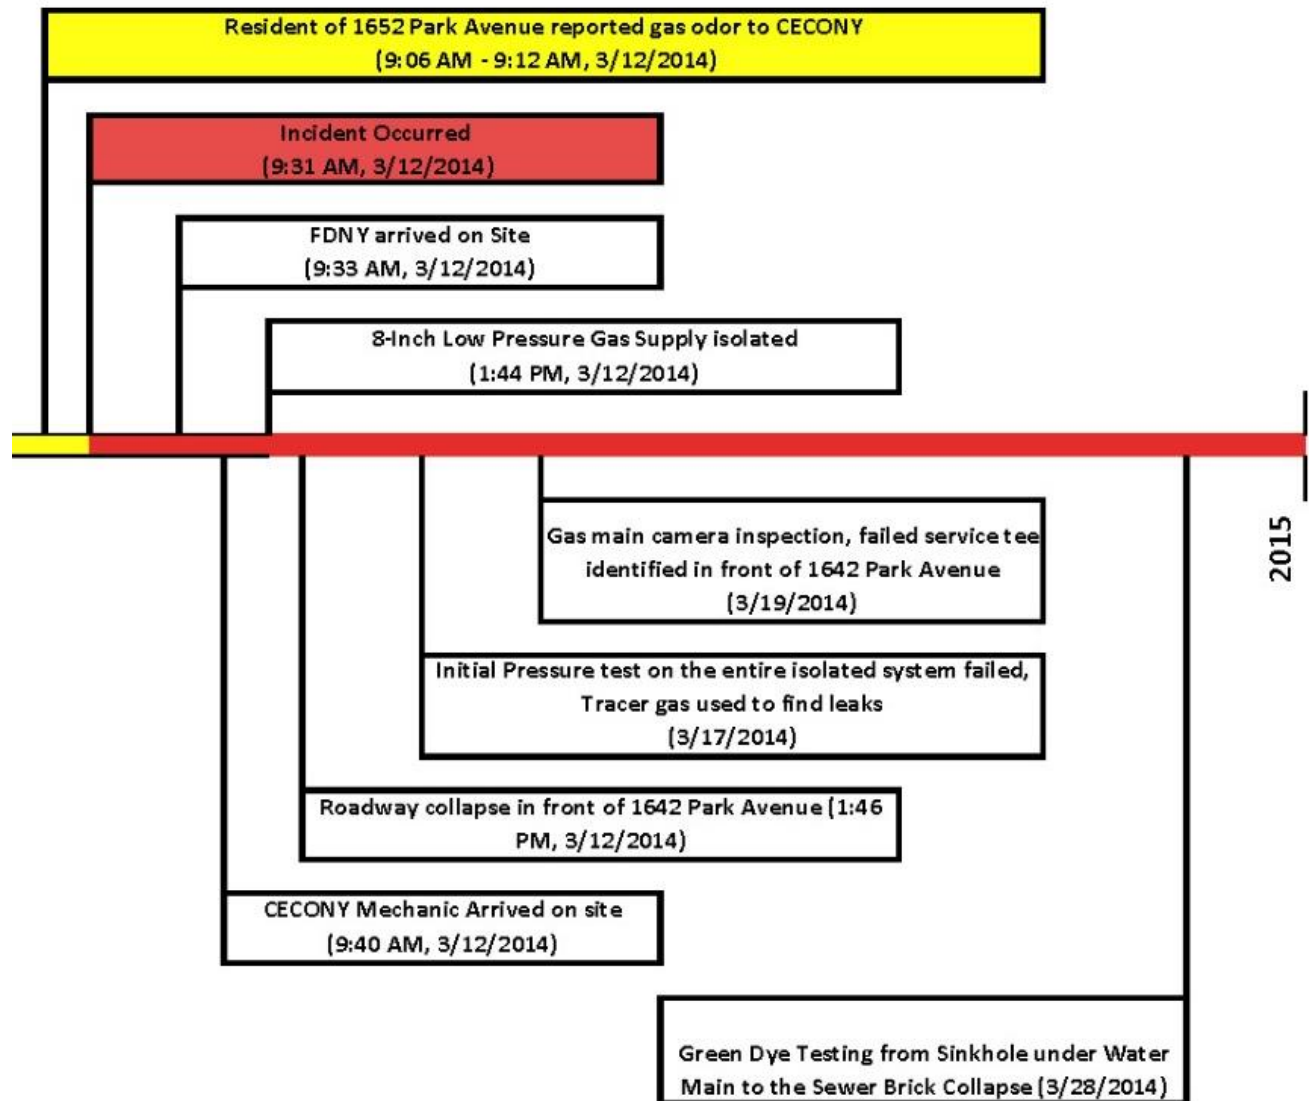 Resident of 1652 Park Avenue reported gas odor to CECONY
(9:06 AM - 9:12 AM, 3/12/2014)
Incident Occurred
(9:31 AM, 3/12/2014)
FDNY arrived on Site
(9:33 AM, 3/12/2014)
8-Inch Low Pressure Gas Supply isolated
(1:44 PM, 3/12/2014)
2015
Gas main camera inspection, failed service tee
identified in front of 1642 Park Avenue
(3/19/2014)
Initial Pressure test on the entire isolated system failed,
Tracer gas used to find leaks
(3/17/2014)
Roadway collapse in front of 1642 Park Avenue (1:46
PM, 3/12/2014)
CECONY Mechanic Arrived on site
(9:40 AM, 3/12/2014)
Green Dye Testing from Sinkhole under Water
Main to the Sewer Brick Collapse (3/28/2014)